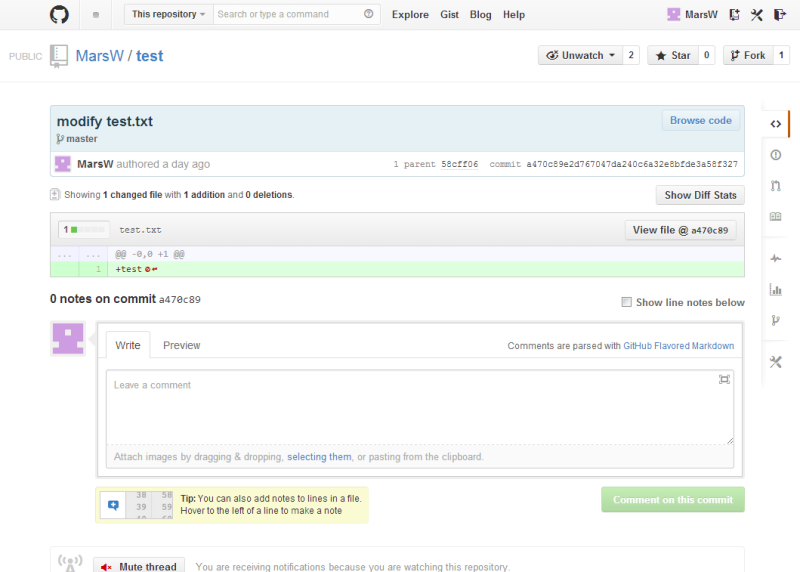 This repository Search or type a command Explore Gist Blog Help MarsW
PUBLIC MarsW / test Unwatch 2 Star 0 Fork 1
modify test.txt Browse code
master
MarsW authored a day ago 1 parent 58cff06 commit a470c89e2d767047da240c6a32e8bfde3a58f327
Showing 1 changed file with 1 addition and 0 deletions. Show Diff Stats
1 test.txt View file @ a470c89
... ... @@ -0,0 +1 @@
1 +test
0 notes on commit a470c89 Show line notes below
Write Preview Comments are parsed with GitHub Flavored Markdown
Leave a comment
Attach images by dragging & dropping, selecting them, or pasting from the clipboard.
38 58
39 59
Tip: You can also add notes to lines in a file.
Hover to the left of a line to make a note
Comment on this commit
Mute thread You are receiving notifications because you are watching this repository.